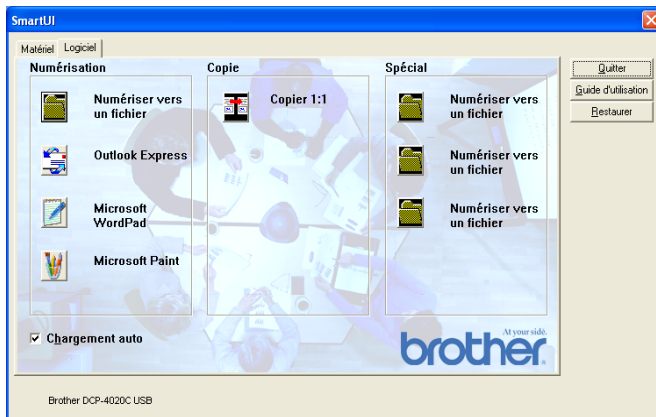 SmartUI
Matériel
Logiciel
Numérisation
Numériser vers
un fichier
Outlook Express
Microsoft
WordPad
Microsoft Paint
Copie
Copier 1:1
Spécial
Numériser vers
un fichier
Numériser vers
un fichier
Numériser vers
un fichier
Quitter
Guide d'utilisation
Restaurer
Chargement auto
At your side.
brother
Brother DCP-4020C USB